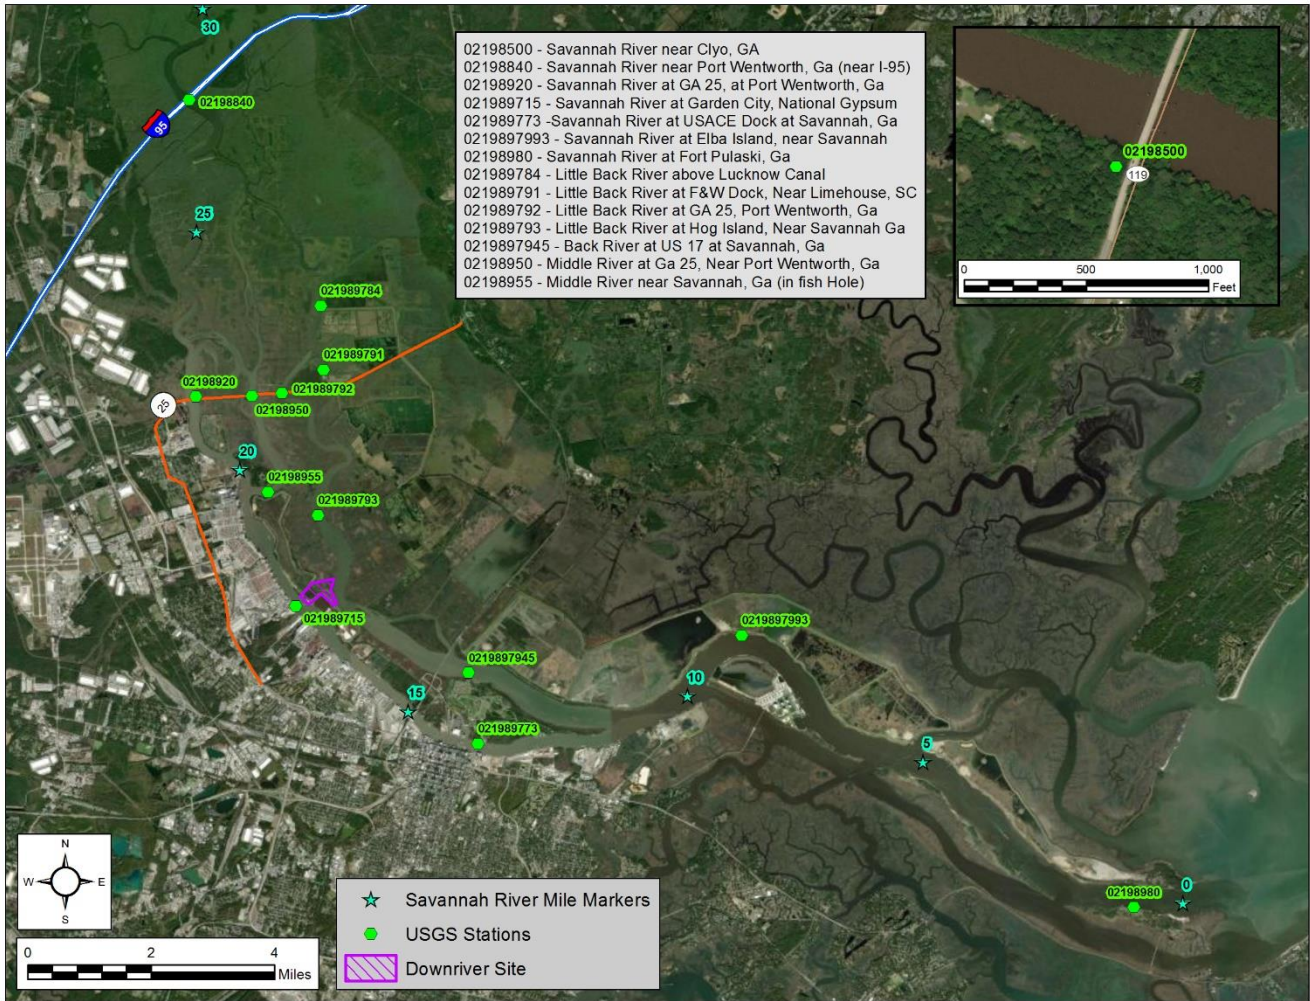 30
02198840
95
25
02198500 - Savannah River near Clyo, GA
02198840 - Savannah River near Port Wentworth, Ga (near I-95)
02198920 - Savannah River at GA 25, at Port Wentworth, Ga
021989715 - Savannah River at Garden City, National Gypsum
021989773 -Savannah River at USACE Dock at Savannah, Ga
0219897993 - Savannah River at Elba Island, near Savannah
02198980 - Savannah River at Fort Pulaski, Ga
021989784 - Little Back River above Lucknow Canal
021989791 - Little Back River at F&W Dock, Near Limehouse, SC
021989792 - Little Back River at GA 25, Port Wentworth, Ga
021989793 - Little Back River at Hog Island, Near Savannah Ga
0219897945 - Back River at US 17 at Savannah, Ga
02198950 - Middle River at Ga 25, Near Port Wentworth, Ga
02198955 - Middle River near Savannah, Ga (in fish Hole)
02198500
119
0 500 1,000
Feet
021989784
021989791
02198920
021989792
25
02198950
20
02198955
021989793
021989715
0219897993
0219897945
10
15
021989773
5
02198980
0
N
W E
S
0 2 4
Miles
Savannah River Mile Markers
USGS Stations
Downriver Site